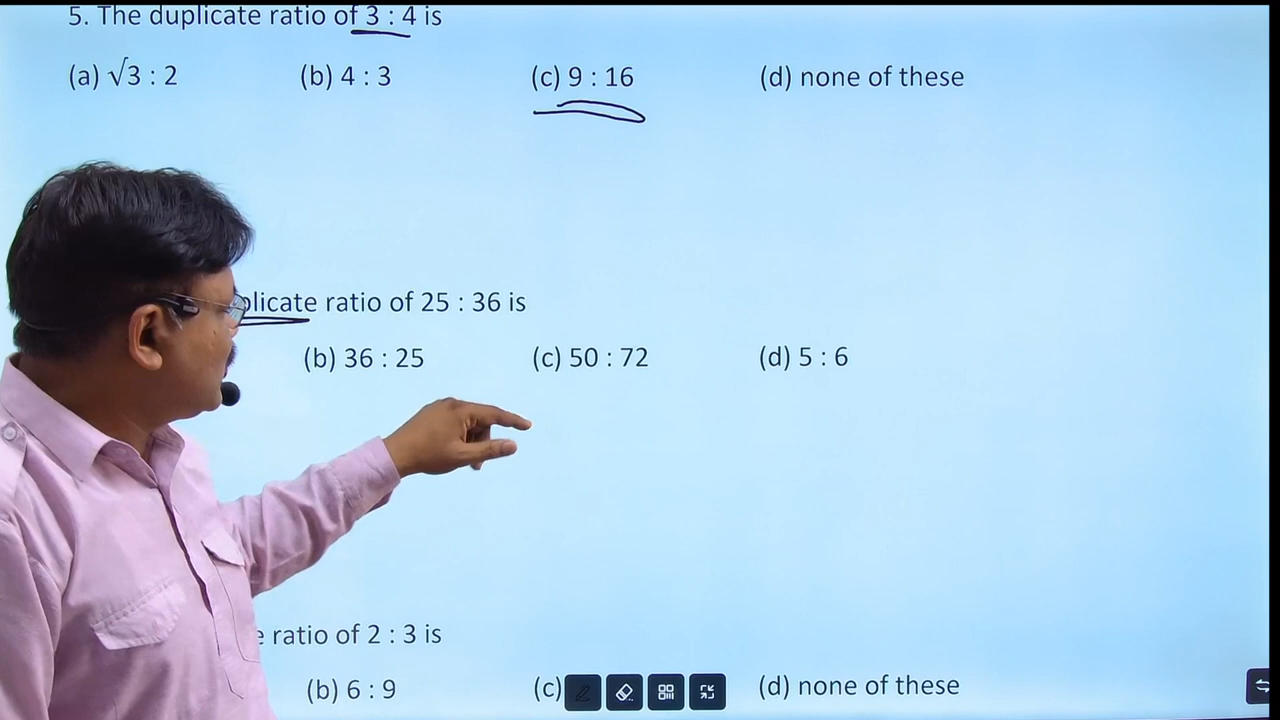 5. The duplicate ratio of 3 : 4 is
(a) √3 : 2 (b) 4 : 3 (c) 9 : 16 (d) none of these
ratio of 25 : 36 is
(b) 36 : 25 (c) 50 : 72 (d) 5 : 6
ratio of 2 : 3 is
(b) 6 : 9 (c) (d) none of these